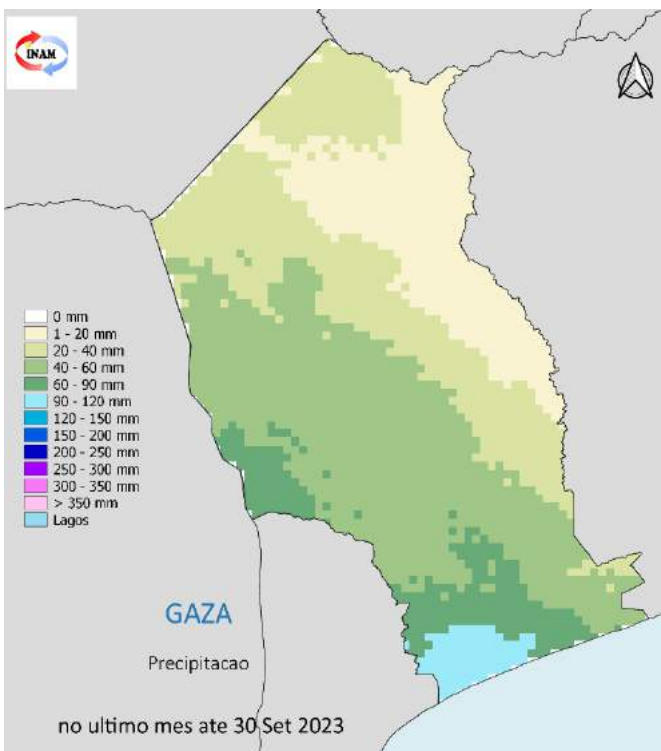 INAM
0 mm
1 - 20 mm
20 - 40 mm
40 - 60 mm
60 - 90 mm
90 - 120 mm
120 - 150 mm
150 - 200 mm
200 - 250 mm
250 - 300 mm
300 - 350 mm
> 350 mm
Lagos
GAZA
Precipitacao
no ultimo mes ate 30 Set 2023